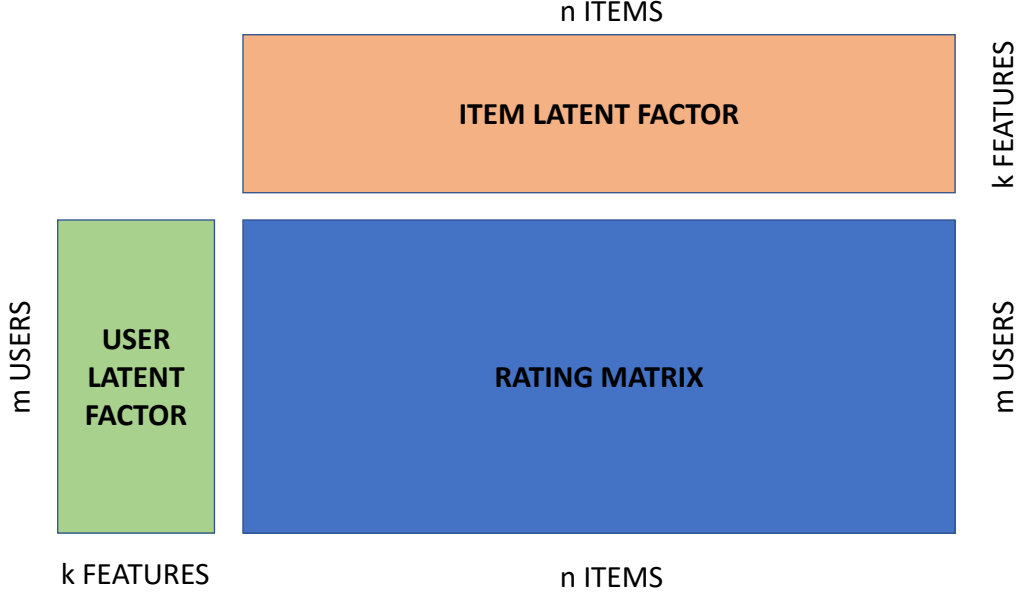 n ITEMS
ITEM LATENT FACTOR
k FEATURES
m USERS
USER
LATENT
FACTOR
RATING MATRIX
m USERS
k FEATURES
n ITEMS